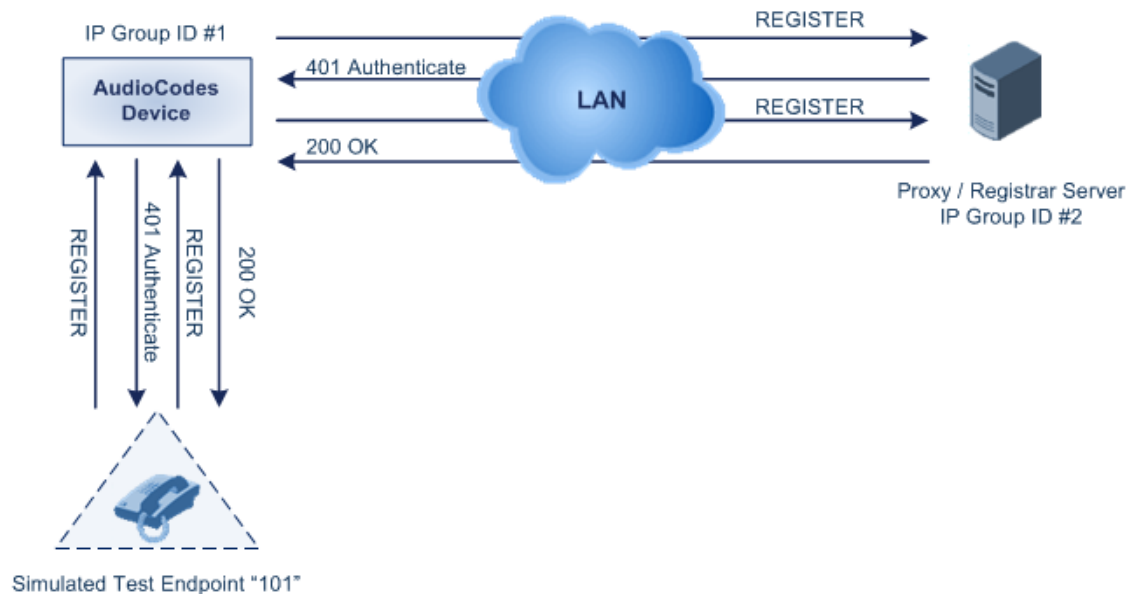 IP Group ID #1
REGISTER
401 Authenticate
AudioCodes
Device
LAN
REGISTER
200 OK
Proxy / Registrar Server
IP Group ID #2
REGISTER
401 Authenticate
REGISTER
200 OK
Simulated Test Endpoint "101"